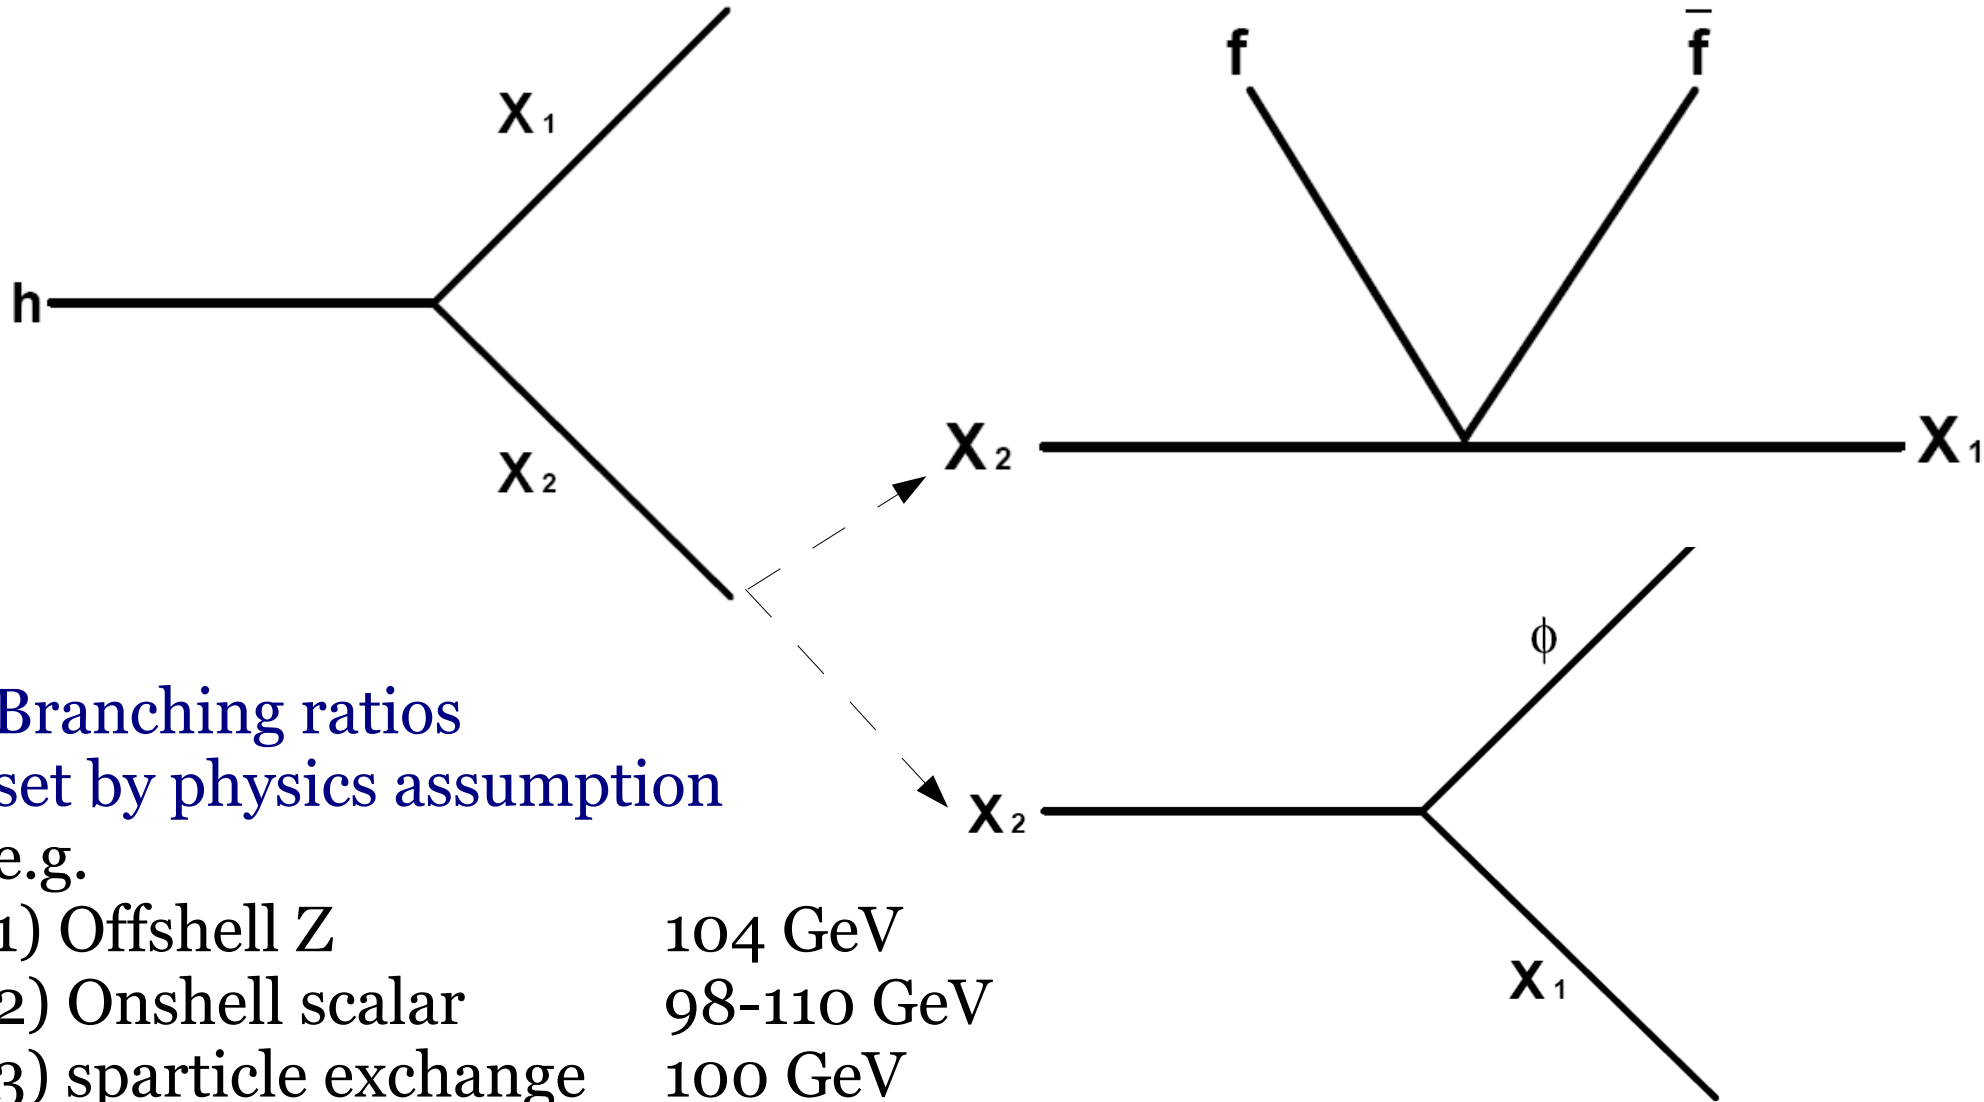 f f̄
X₁
h
X₂
X₂ X₁
ϕ
X₂
X₁
Branching ratios
set by physics assumption
e.g.
1) Offshell Z 104 GeV
2) Onshell scalar 98-110 GeV
3) sparticle exchange 100 GeV